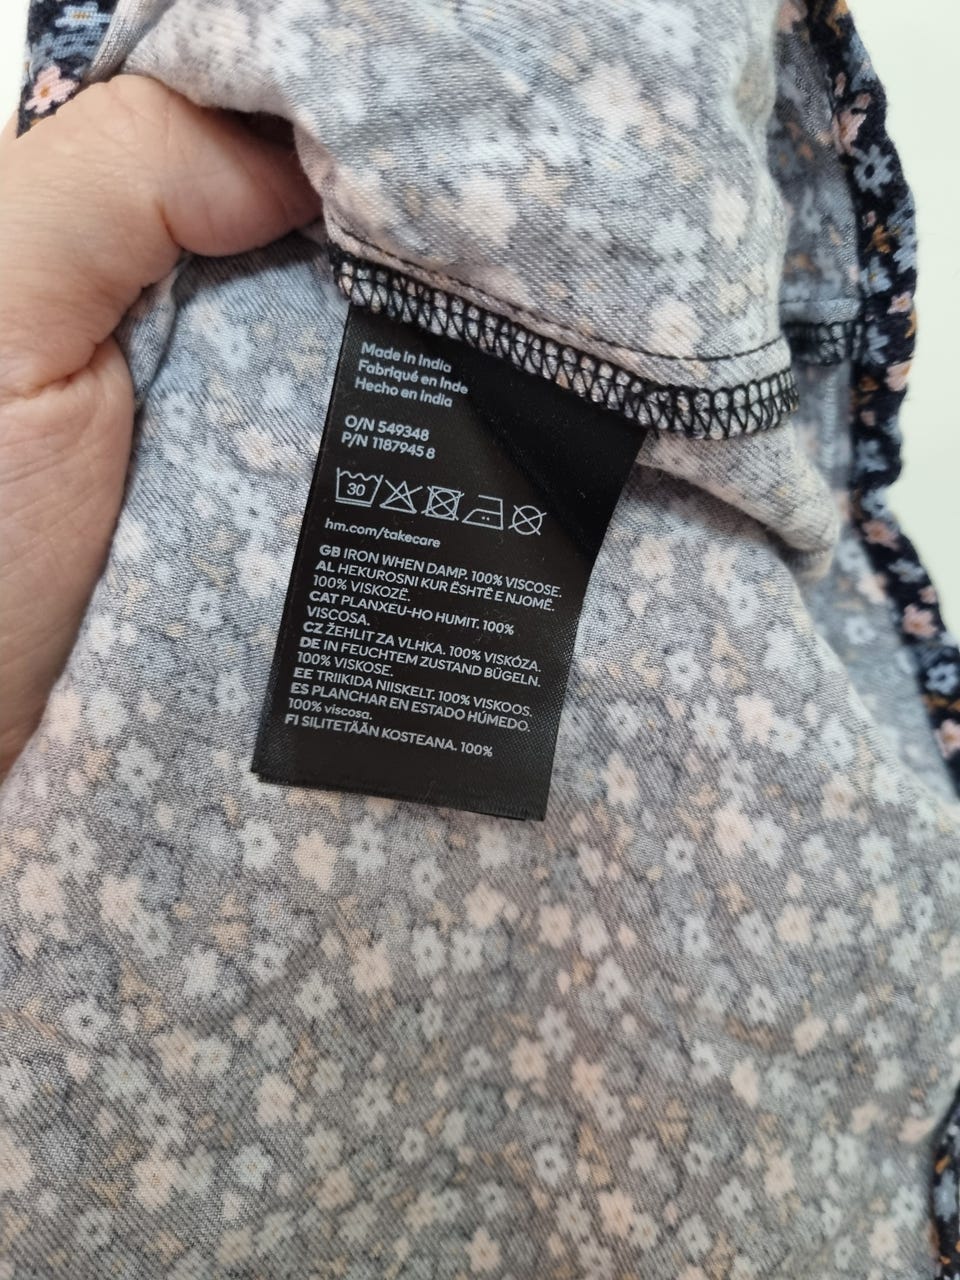 Made in India
Fabriqué en Inde
Hecho en India
O/N 549348
P/N 1187945 8
30
hm.com/takecare
GB IRON WHEN DAMP. 100% VISCOSE.
AL HEKUROSNI KUR ËSHTË E NJOMË.
100% VISKOZË.
CAT PLANXEU-HO HUMIT. 100%
VISCOSA.
CZ ŽEHLIT ZA VLHKA. 100% VISKÓZA.
DE IN FEUCHTEM ZUSTAND BÜGELN.
100% VISKOSE.
EE TRIIKIDA NIISKELT. 100% VISKOOS.
ES PLANCHAR EN ESTADO HÚMEDO.
100% viscosa.
FI SILITETÄÄN KOSTEANA. 100%